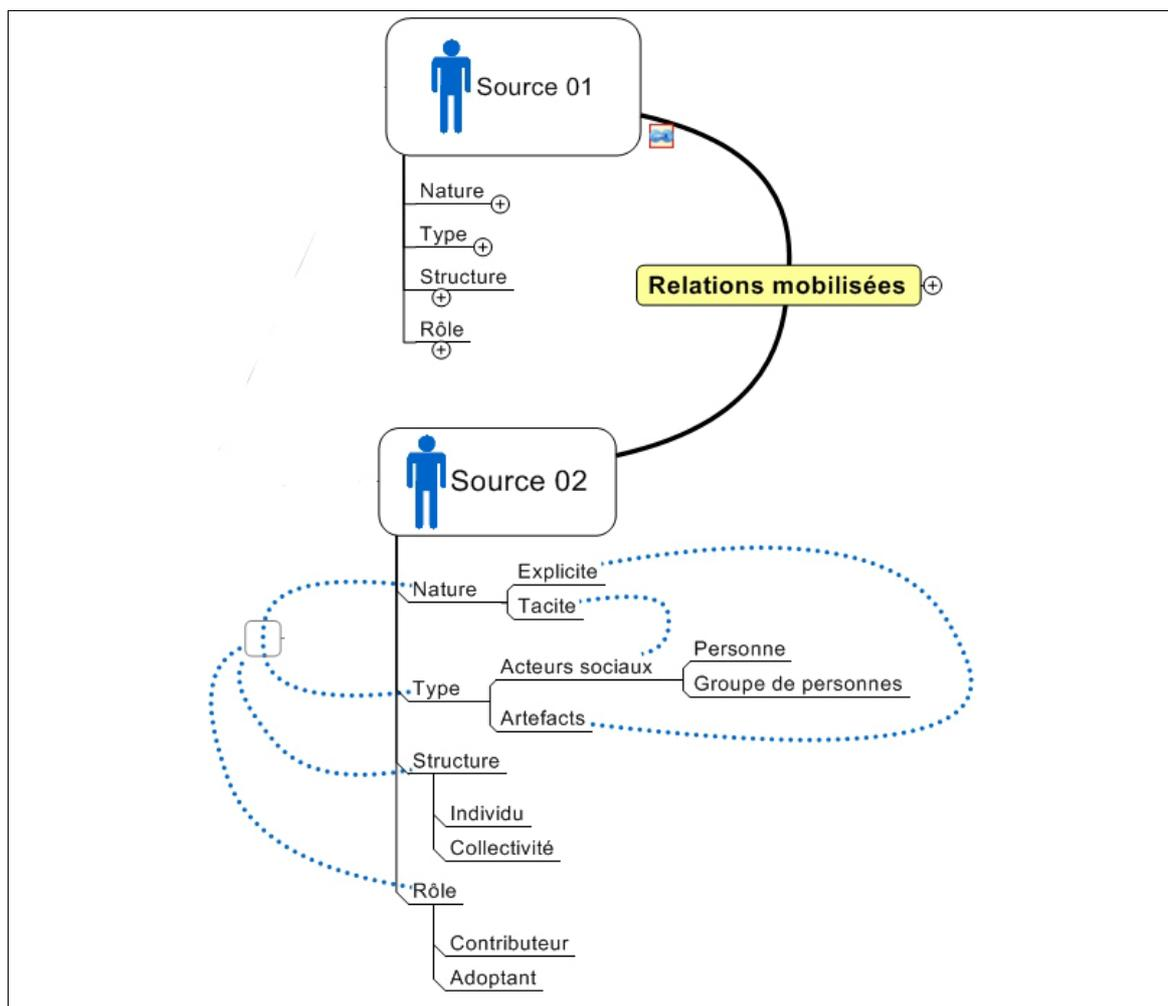 Source 01
Nature
Type
Structure
Rôle
Relations mobilisées
Source 02
Nature
Explicite
Tacite
Type
Acteurs sociaux
Personne
Groupe de personnes
Artefacts
Structure
Individu
Collectivité
Rôle
Contributeur
Adoptant